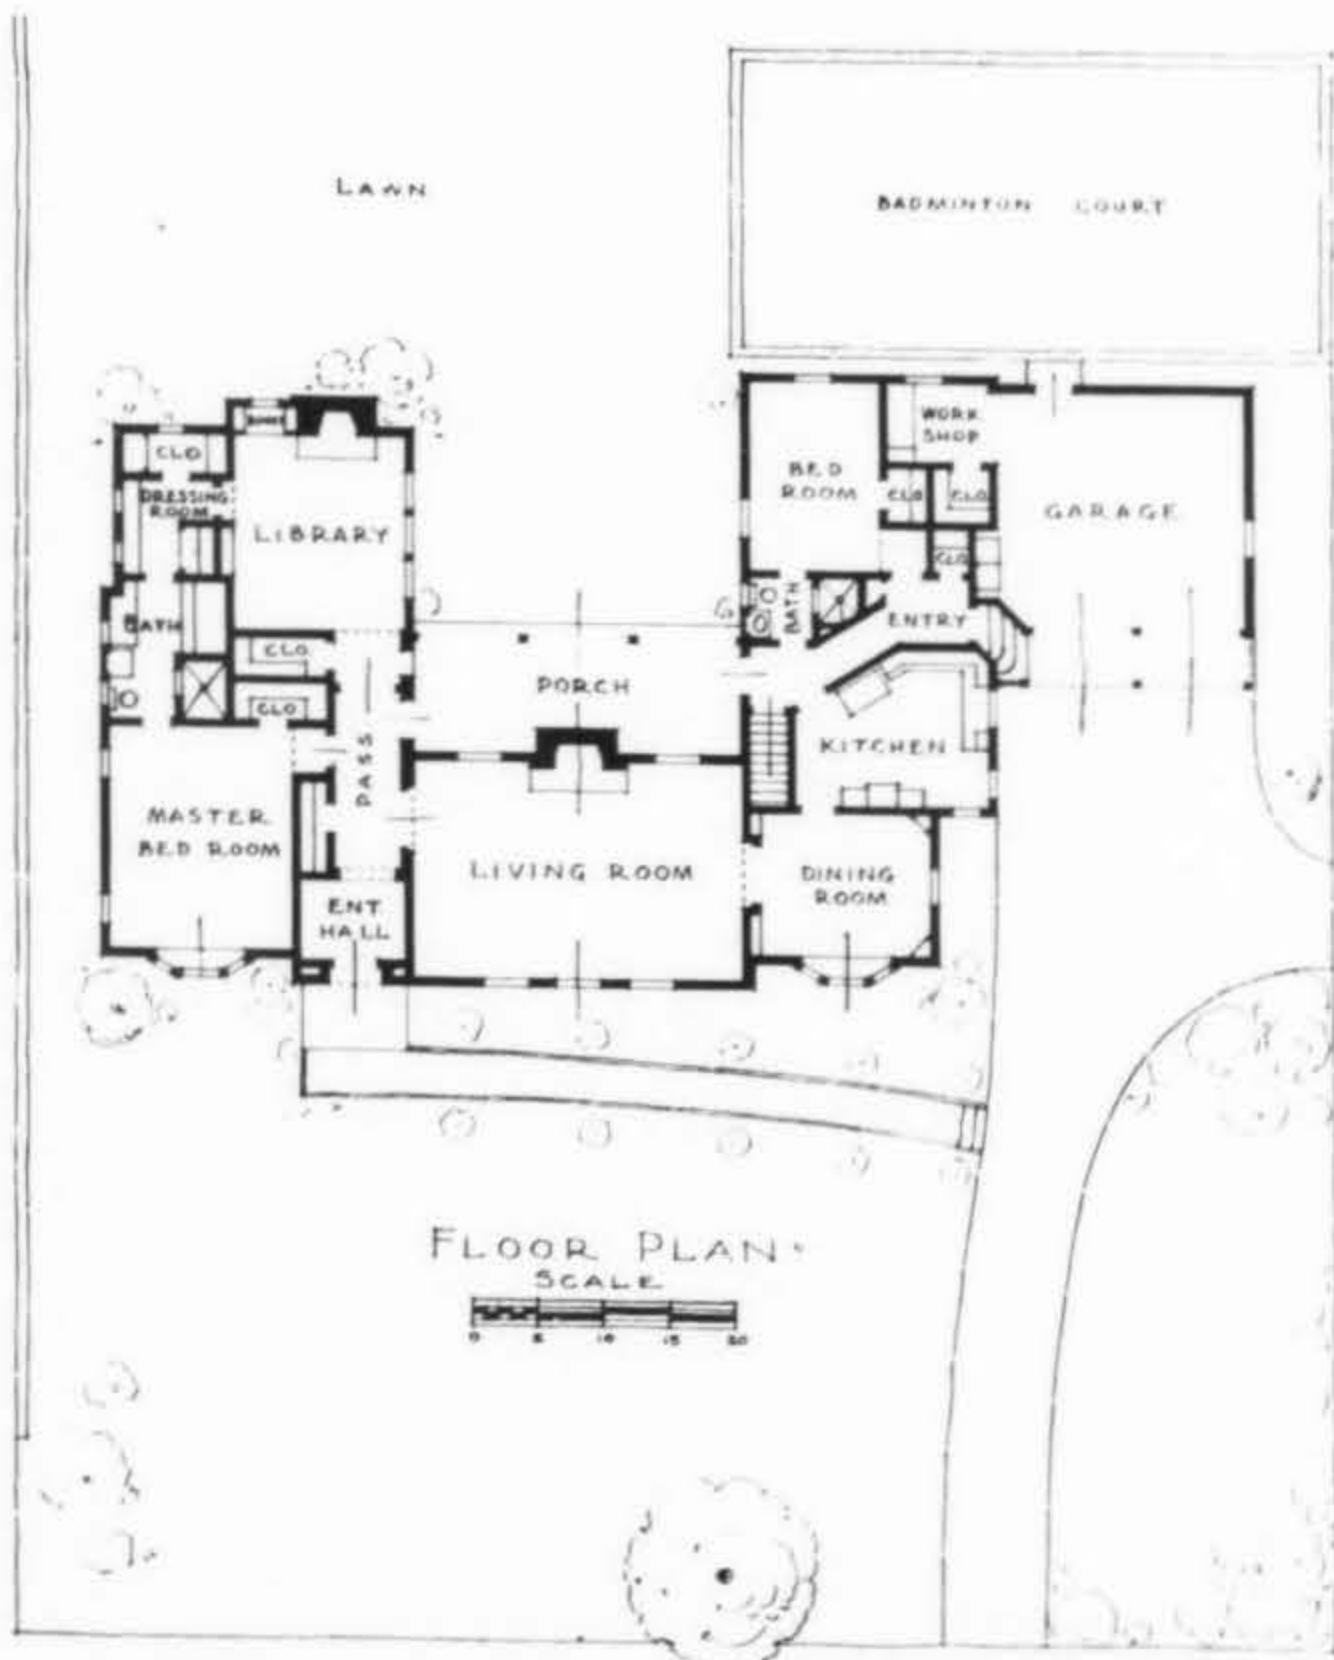 LAWN
BADMINTON COURT
CLO
DRESSING
ROOM
LIBRARY
BATH
CLO
CLO
PASS
MASTER
BED ROOM
ENT
HALL
PORCH
LIVING ROOM
BED
ROOM
WORK
SHOP
CLO
CLO
GARAGE
CLO
BATH
ENTRY
KITCHEN
DINING
ROOM
FLOOR PLAN.
SCALE
0 5 10 15 20